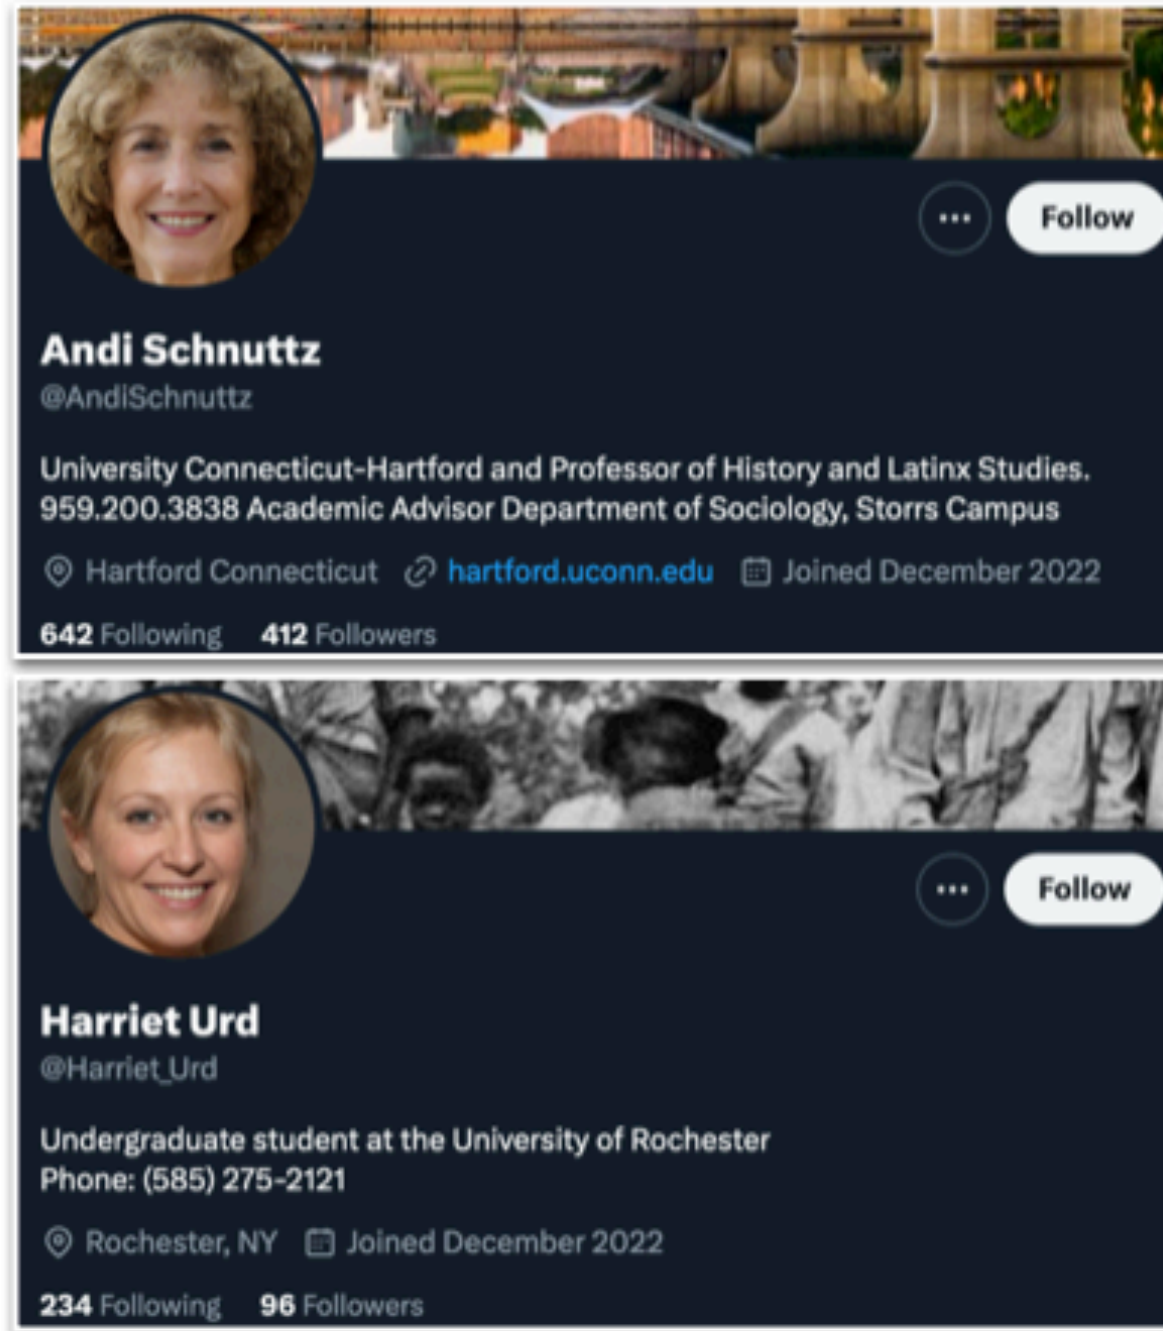 Follow
Andi Schnuttz
@AndiSchnuttz
University Connecticut-Hartford and Professor of History and Latinx Studies.
959.200.3838 Academic Advisor Department of Sociology, Storrs Campus
Hartford Connecticut hartford.uconn.edu Joined December 2022
642 Following 412 Followers
Follow
Harriet Urd
@Harriet_Urd
Undergraduate student at the University of Rochester
Phone: (585) 275-2121
Rochester, NY Joined December 2022
234 Following 96 Followers